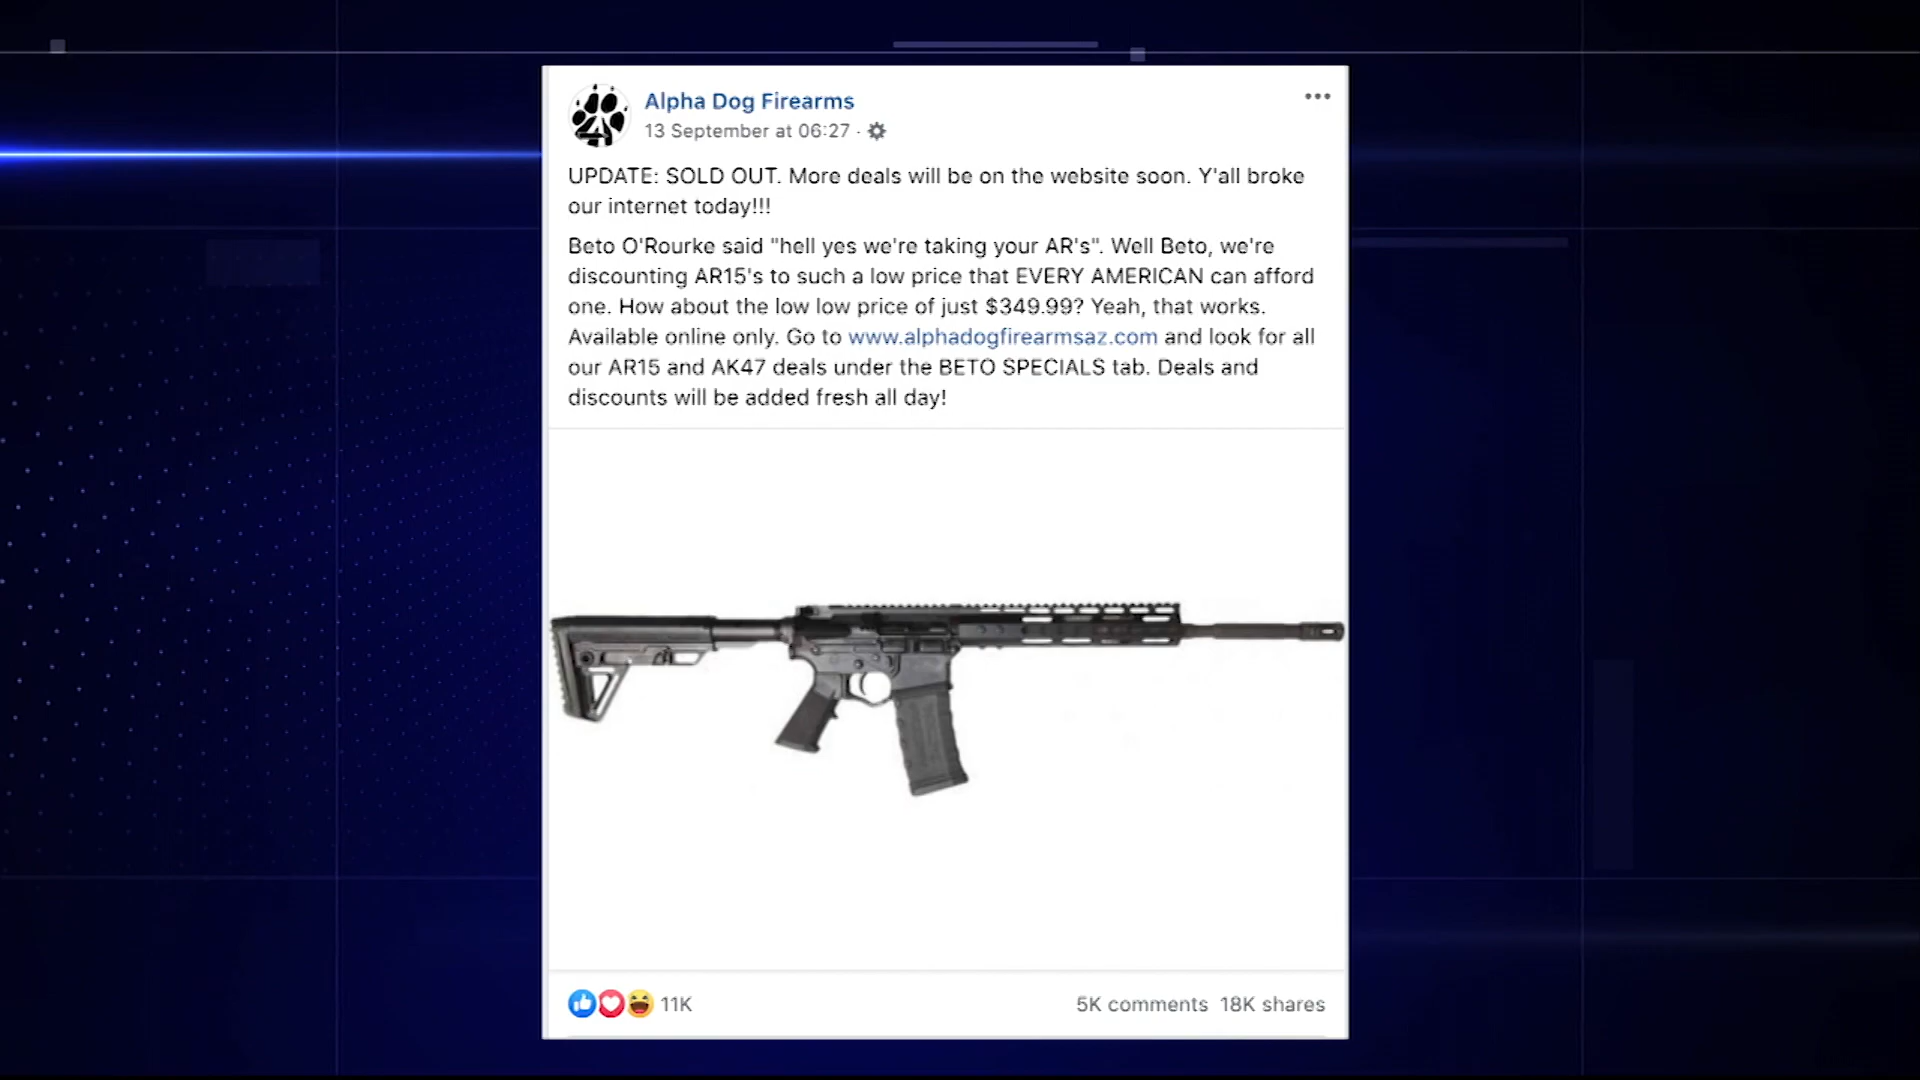 Alpha Dog Firearms
13 September at 06:27 ·
UPDATE: SOLD OUT. More deals will be on the website soon. Y'all broke
our internet today!!!
Beto O'Rourke said "hell yes we're taking your AR's". Well Beto, we're
discounting AR15's to such a low price that EVERY AMERICAN can afford
one. How about the low low price of just $349.99? Yeah, that works.
Available online only. Go to www.alphadogfirearmsaz.com and look for all
our AR15 and AK47 deals under the BETO SPECIALS tab. Deals and
discounts will be added fresh all day!
11K 5K comments 18K shares